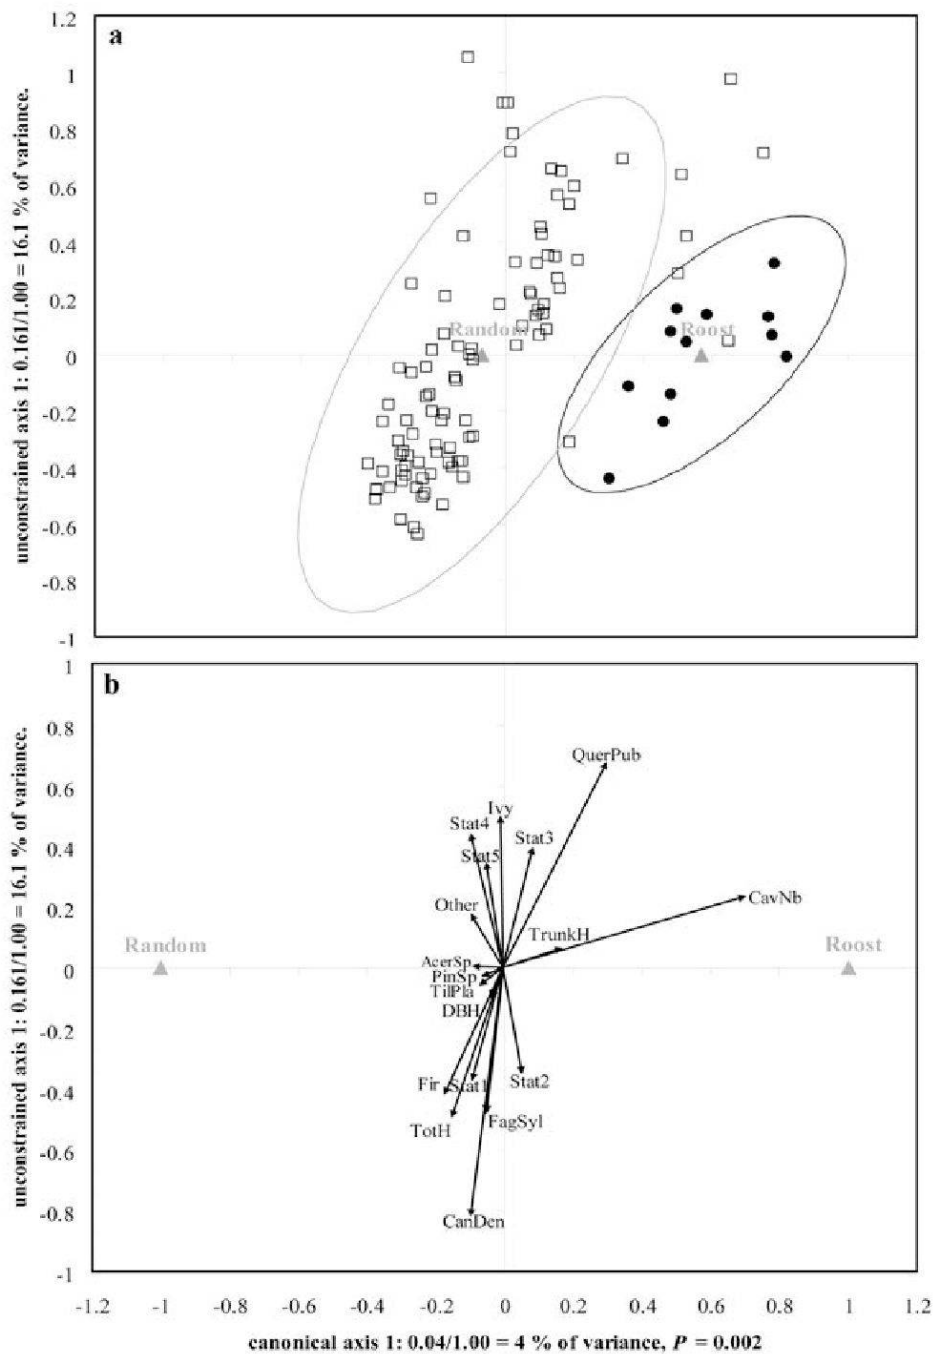 a
1.2
1
0.8
0.6
0.4
0.2
0
-0.2
-0.4
-0.6
-0.8
-1
unconstrained axis 1: 0.161/1.00 = 16.1 % of variance.
Random
Roost
b
1
0.8
0.6
0.4
0.2
0
-0.2
-0.4
-0.6
-0.8
-1
unconstrained axis 1: 0.161/1.00 = 16.1 % of variance.
QuerPub
Ivy
Stat4
Stat3
Stat5
CavNb
Other
TrunkH
Random
Roost
AcerSp
PinSp
TilPla
DBH
Fir
Stat1
Stat2
FagSyl
TotH
CanDen
-1.2 -1 -0.8 -0.6 -0.4 -0.2 0 0.2 0.4 0.6 0.8 1 1.2
canonical axis 1: 0.04/1.00 = 4 % of variance, P = 0.002